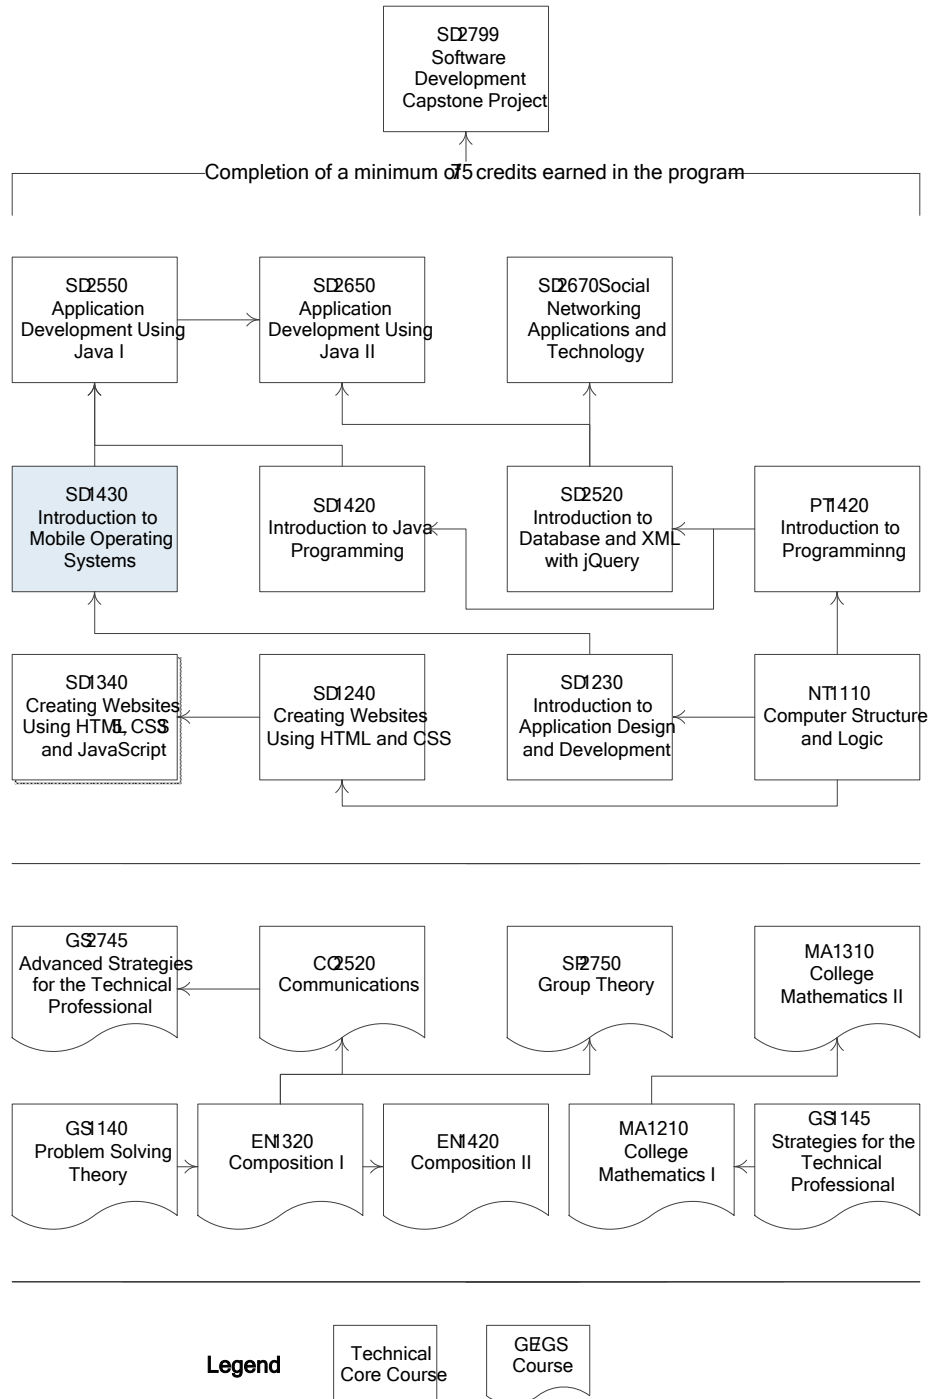 SD2799
Software
Development
Capstone Project
Completion of a minimum of 75 credits earned in the program
SD2550
Application
Development Using
Java I
SD2650
Application
Development Using
Java II
SD2670 Social
Networking
Applications and
Technology
SD1430
Introduction to
Mobile Operating
Systems
SD1420
Introduction to Java
Programming
SD2520
Introduction to
Database and XML
with jQuery
PT1420
Introduction to
Programminng
SD1340
Creating Websites
Using HTML5, CSS3
and JavaScript
SD1240
Creating Websites
Using HTML and CSS
SD1230
Introduction to
Application Design
and Development
NT1110
Computer Structure
and Logic
GS2745
Advanced Strategies
for the Technical
Professional
CO2520
Communications
SP2750
Group Theory
MA1310
College
Mathematics II
GS1140
Problem Solving
Theory
EN1320
Composition I
EN1420
Composition II
MA1210
College
Mathematics I
GS1145
Strategies for the
Technical
Professional
Legend
Technical
Core Course
GE/GS
Course